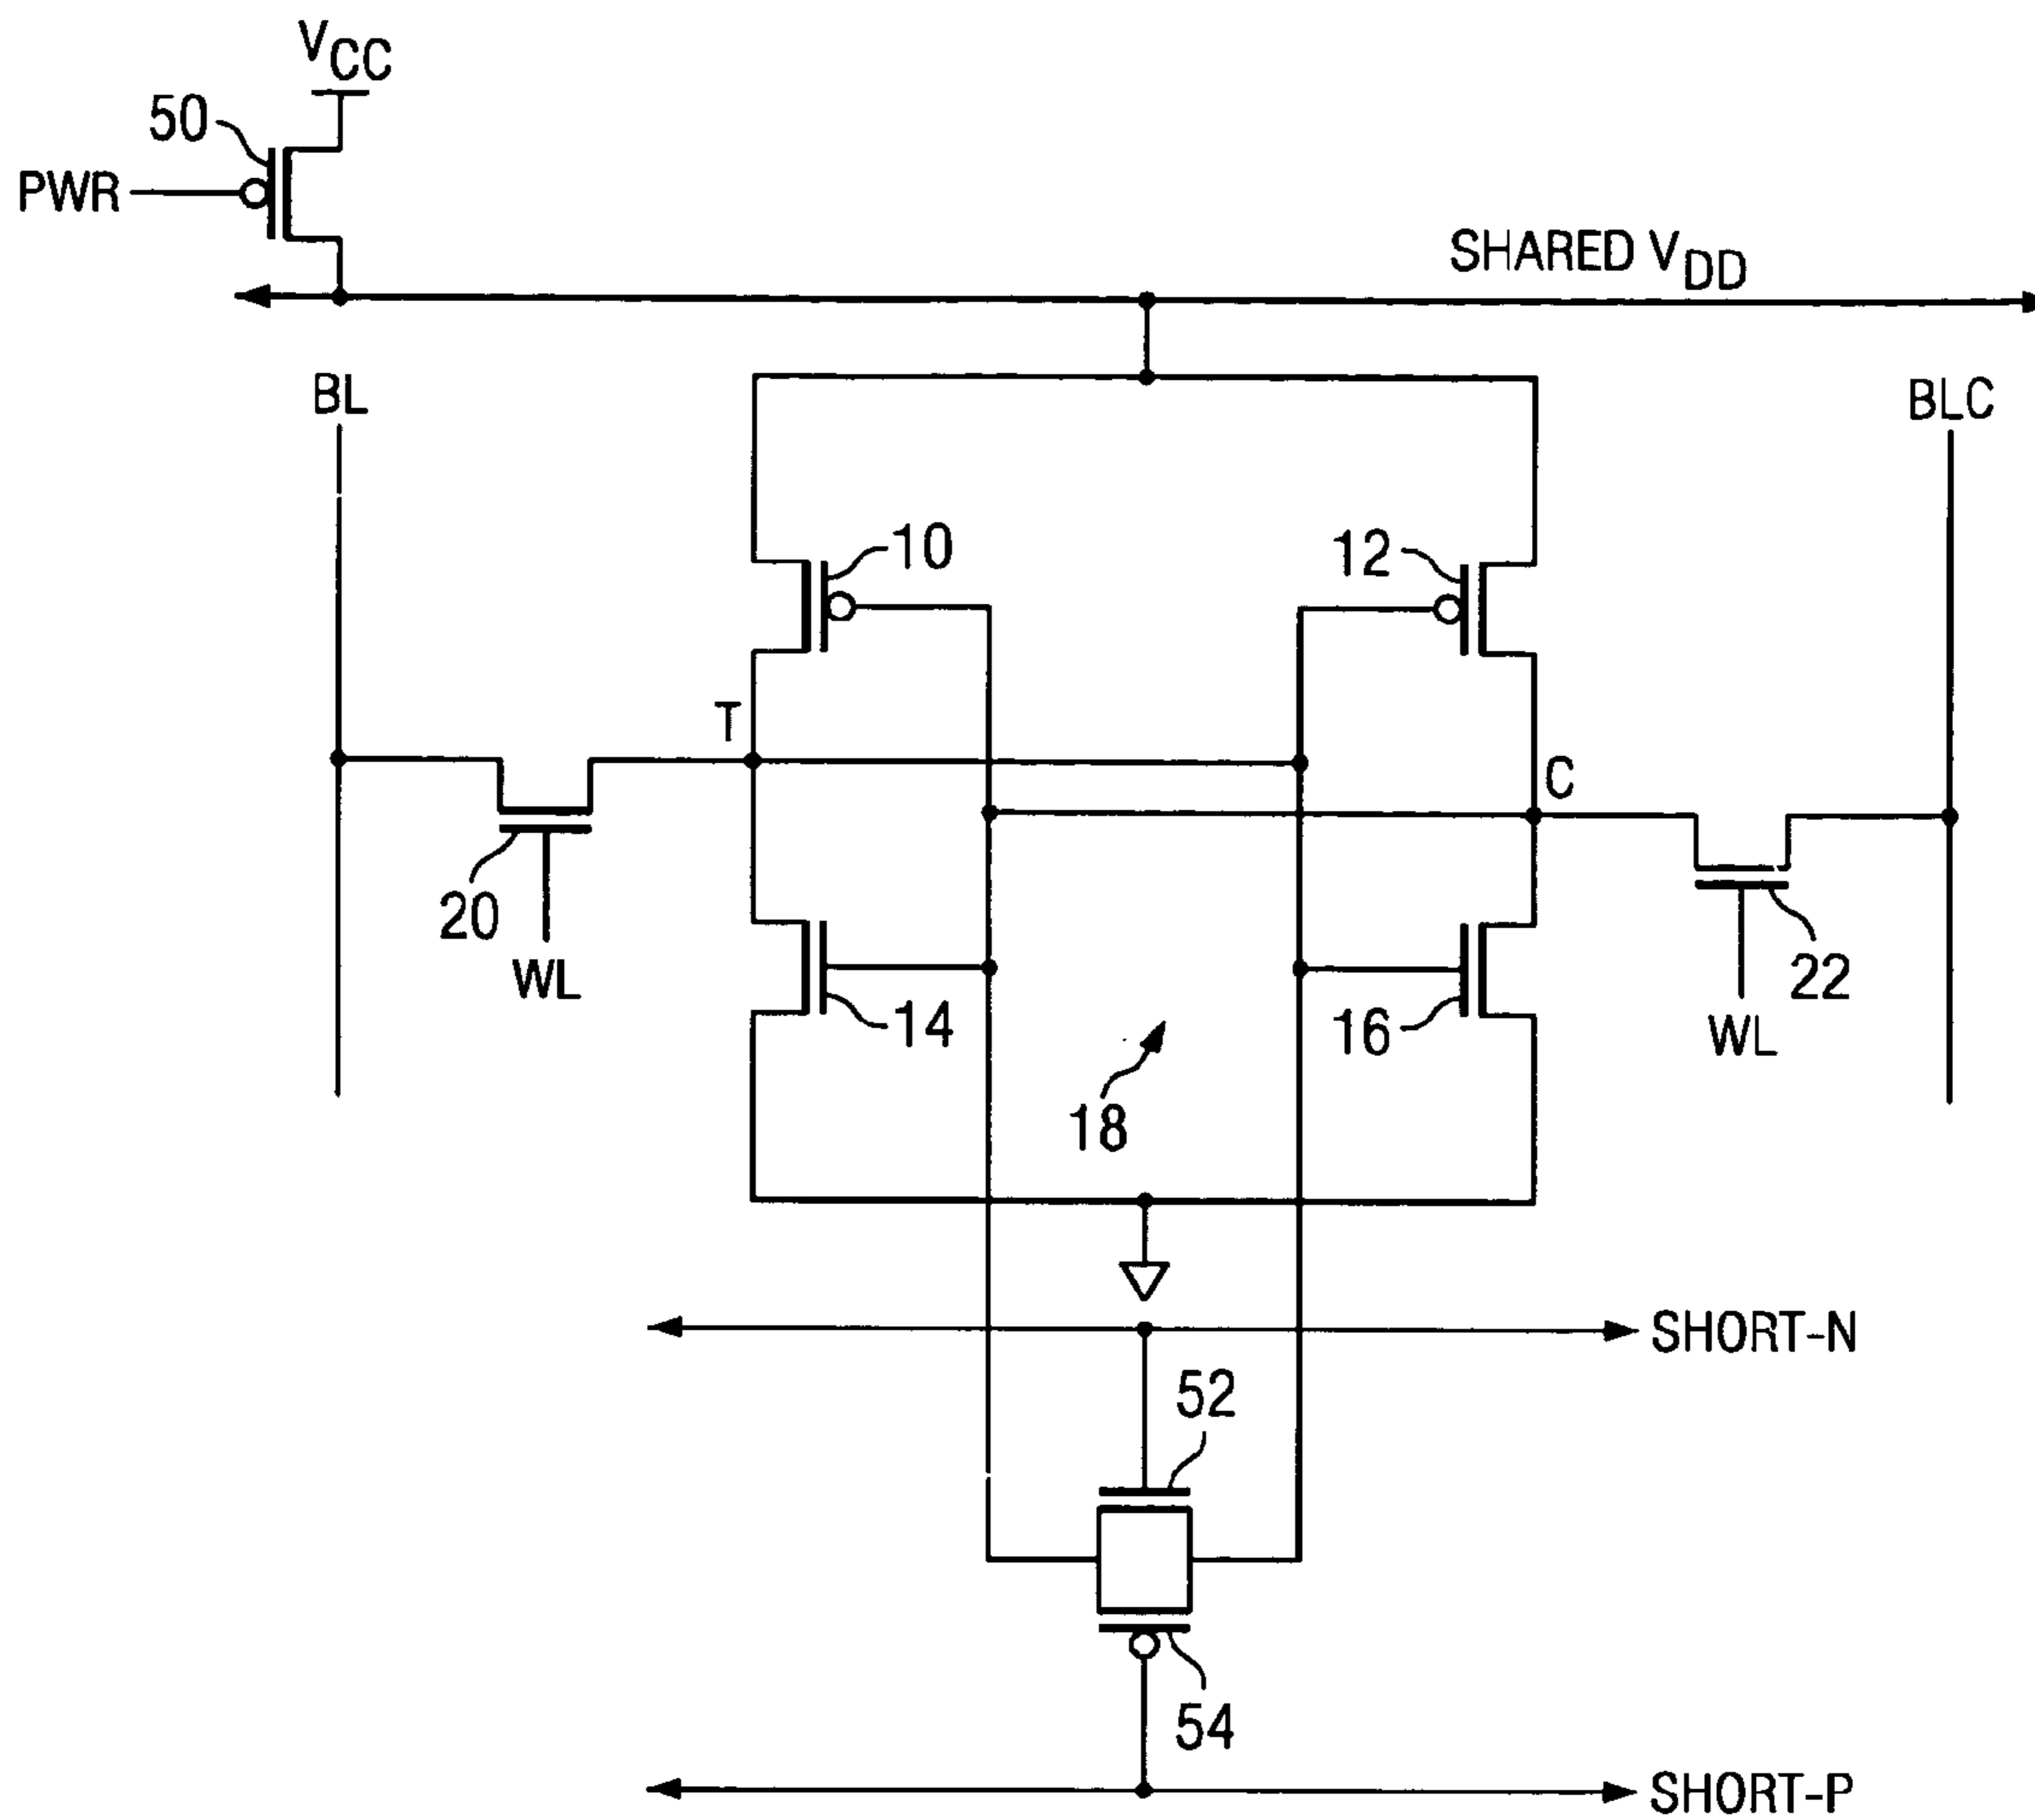 VCC
50
PWR
SHARED VDD
BL
BLC
10
12
T
C
20
WL
14
16
22
WL
18
SHORT-N
52
54
SHORT-P